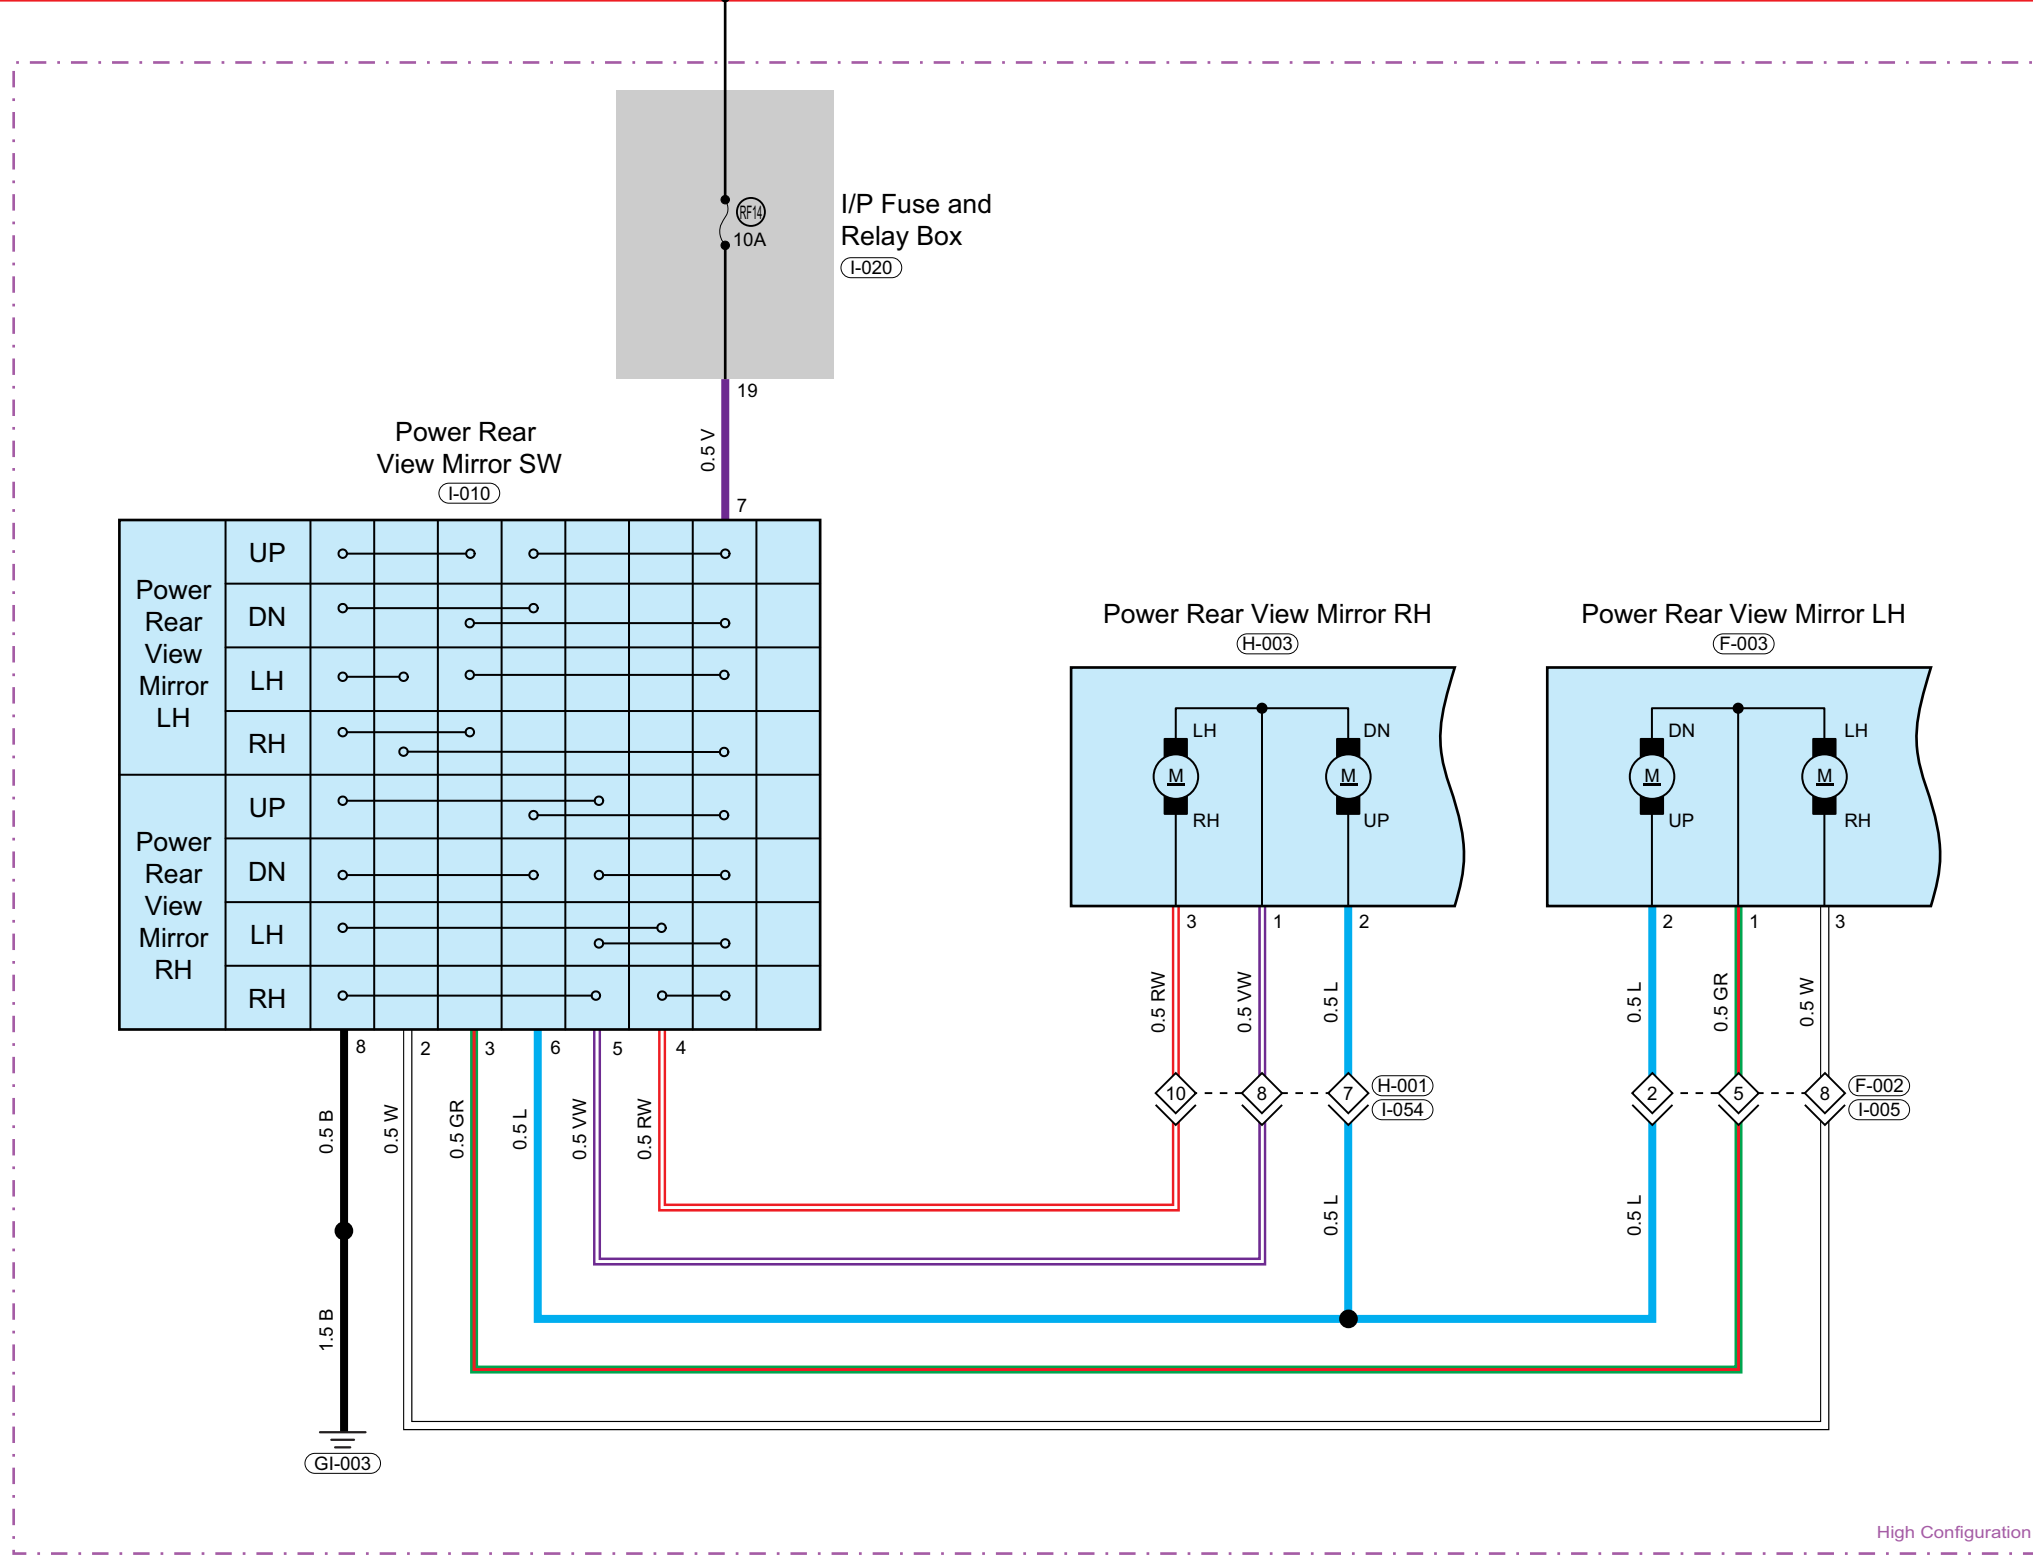 RF14
10A
I/P Fuse and
Relay Box
I-020
19
0.5 V
7
Power Rear
View Mirror SW
I-010
Power
Rear
View
Mirror
LH
UP
DN
LH
RH
Power
Rear
View
Mirror
RH
UP
DN
LH
RH
8
2
3
6
5
4
0.5 B
0.5 W
0.5 GR
0.5 L
0.5 VW
0.5 RW
1.5 B
GI-003
Power Rear View Mirror RH
H-003
LH
M
RH
DN
M
UP
3
1
2
0.5 RW
0.5 VW
0.5 L
10
8
7
H-001
I-054
0.5 L
Power Rear View Mirror LH
F-003
DN
M
UP
LH
M
RH
2
1
3
0.5 L
0.5 GR
0.5 W
2
5
8
F-002
I-005
0.5 L
High Configuration